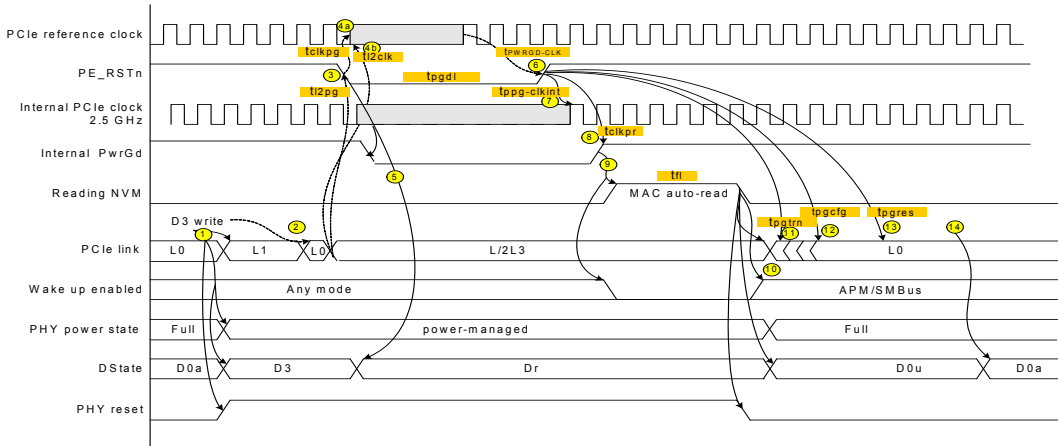 4a
PCIe reference clock
4b
tclkpg
tl2clk
tPWRGD-CLK
6
PE_RSTn
3
tpgdl
tl2pg
tppg-clkint
7
Internal PCIe clock
2.5 GHz
8
tclkpr
Internal PwrGd
9
5
tfl
Reading NVM
MAC auto-read
D3 write
tpgcfg
tpgres
1
2
tpgtrn
11
12
13
14
PCIe link
L0
L1
L0
L/2L3
L0
10
Wake up enabled
Any mode
APM/SMBus
PHY power state
Full
power-managed
Full
DState
D0a
D3
Dr
D0u
D0a
PHY reset